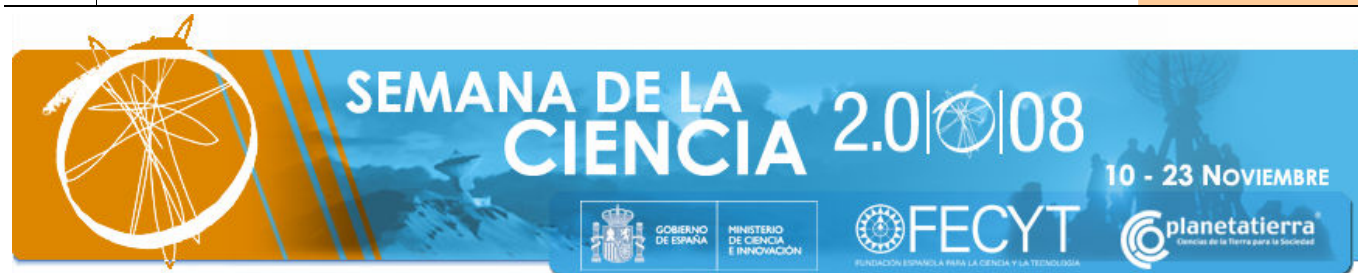 SEMANA DE LA
CIENCIA
2.0|08
10 - 23 NOVIEMBRE
GOBIERNO
DE ESPAÑA
MINISTERIO
DE CIENCIA
E INNOVACIÓN
FECYT
FUNDACIÓN ESPAÑOLA PARA LA CIENCIA Y LA TECNOLOGÍA
planetatierra
Ciencias de la Tierra para la Sociedad